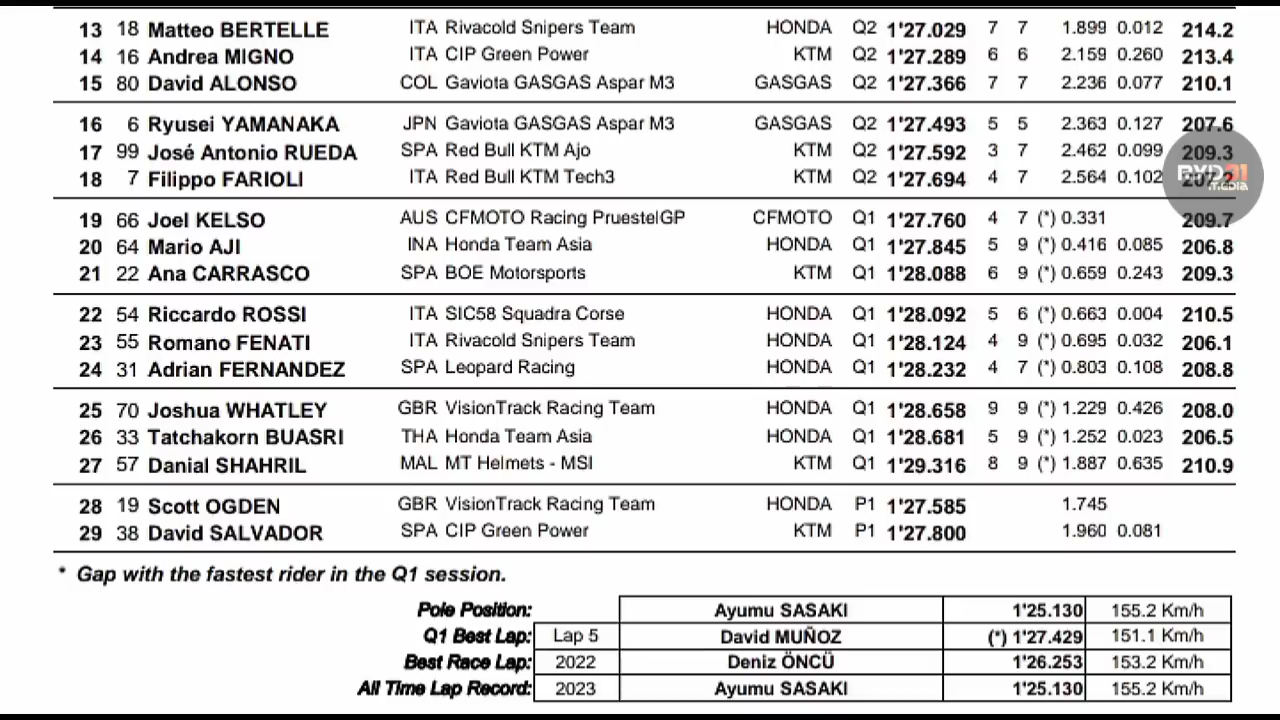 13 18 Matteo BERTELLE ITA Rivacold Snipers Team HONDA Q2 1'27.029 7 7 1.899 0.012 214.2
14 16 Andrea MIGNO ITA CIP Green Power KTM Q2 1'27.289 6 6 2.159 0.260 213.4
15 80 David ALONSO COL Gaviota GASGAS Aspar M3 GASGAS Q2 1'27.366 7 7 2.236 0.077 210.1
16 6 Ryusei YAMANAKA JPN Gaviota GASGAS Aspar M3 GASGAS Q2 1'27.493 5 5 2.363 0.127 207.6
17 99 José Antonio RUEDA SPA Red Bull KTM Ajo KTM Q2 1'27.592 3 7 2.462 0.099 209.3
18 7 Filippo FARIOLI ITA Red Bull KTM Tech3 KTM Q2 1'27.694 4 7 2.564 0.102
19 66 Joel KELSO AUS CFMOTO Racing PruestelGP CFMOTO Q1 1'27.760 4 7 (*) 0.331 209.7
20 64 Mario AJI INA Honda Team Asia HONDA Q1 1'27.845 5 9 (*) 0.416 0.085 206.8
21 22 Ana CARRASCO SPA BOE Motorsports KTM Q1 1'28.088 6 9 (*) 0.659 0.243 209.3
22 54 Riccardo ROSSI ITA SIC58 Squadra Corse HONDA Q1 1'28.092 5 6 (*) 0.663 0.004 210.5
23 55 Romano FENATI ITA Rivacold Snipers Team HONDA Q1 1'28.124 4 9 (*) 0.695 0.032 206.1
24 31 Adrian FERNANDEZ SPA Leopard Racing HONDA Q1 1'28.232 4 7 (*) 0.803 0.108 208.8
25 70 Joshua WHATLEY GBR VisionTrack Racing Team HONDA Q1 1'28.658 9 9 (*) 1.229 0.426 208.0
26 33 Tatchakorn BUASRI THA Honda Team Asia HONDA Q1 1'28.681 5 9 (*) 1.252 0.023 206.5
27 57 Danial SHAHRIL MAL MT Helmets - MSI KTM Q1 1'29.316 8 9 (*) 1.887 0.635 210.9
28 19 Scott OGDEN GBR VisionTrack Racing Team HONDA P1 1'27.585 1.745
29 38 David SALVADOR SPA CIP Green Power KTM P1 1'27.800 1.960 0.081
* Gap with the fastest rider in the Q1 session.
Pole Position: Ayumu SASAKI 1'25.130 155.2 Km/h
Q1 Best Lap: Lap 5 David MUÑOZ (*) 1'27.429 151.1 Km/h
Best Race Lap: 2022 Deniz ÖNCÜ 1'26.253 153.2 Km/h
All Time Lap Record: 2023 Ayumu SASAKI 1'25.130 155.2 Km/h